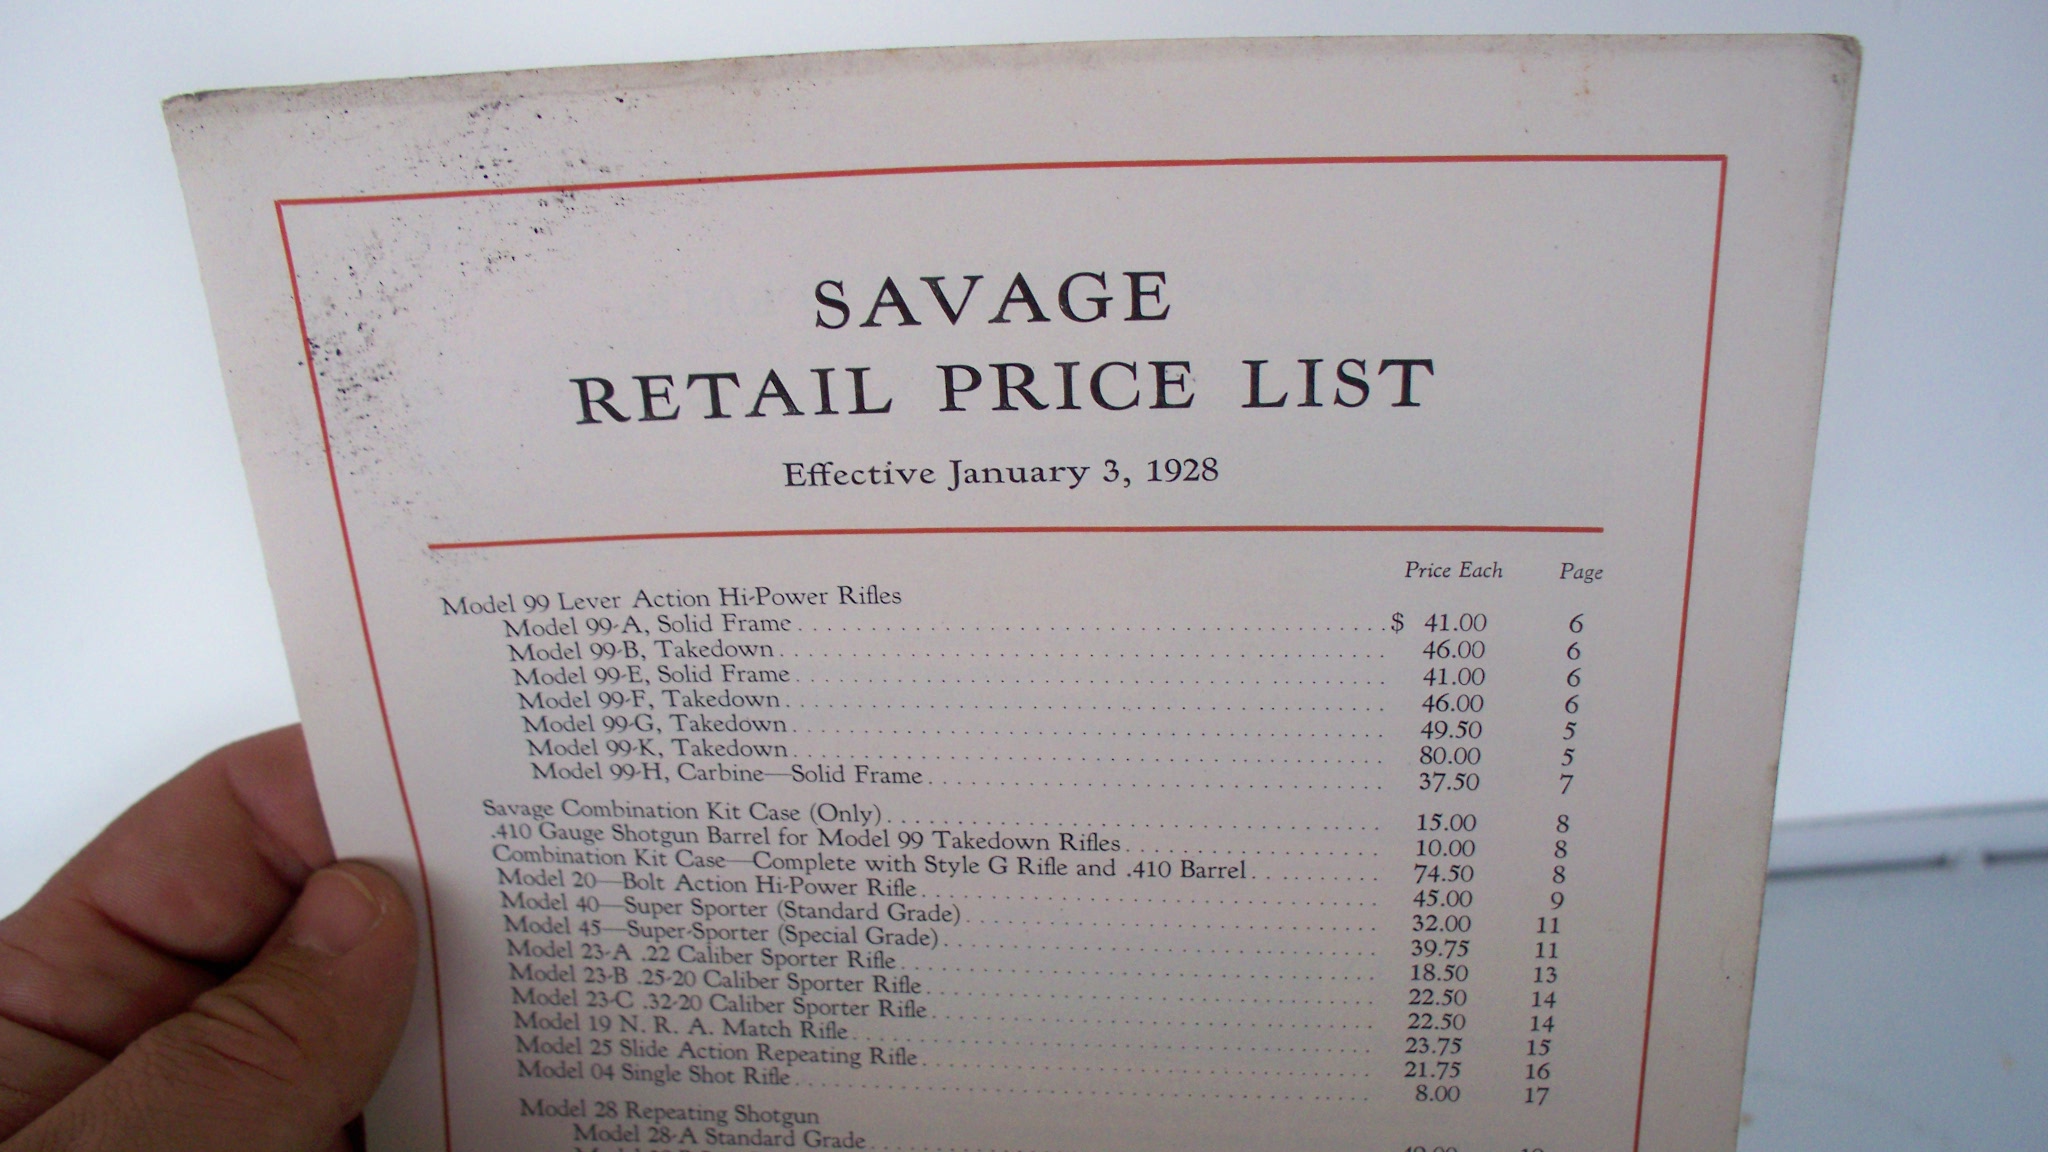 SAVAGE
RETAIL PRICE LIST
Effective January 3, 1928
Price Each Page
Model 99 Lever Action Hi-Power Rifles
Model 99-A, Solid Frame $ 41.00 6
Model 99-B, Takedown 46.00 6
Model 99-E, Solid Frame 41.00 6
Model 99-F, Takedown 46.00 6
Model 99-G, Takedown 49.50 5
Model 99-K, Takedown 80.00 5
Model 99-H, Carbine—Solid Frame 37.50 7
Savage Combination Kit Case (Only) 15.00 8
.410 Gauge Shotgun Barrel for Model 99 Takedown Rifles 10.00 8
Combination Kit Case—Complete with Style G Rifle and .410 Barrel 74.50 8
Model 20—Bolt Action Hi-Power Rifle 45.00 9
Model 40—Super Sporter (Standard Grade) 32.00 11
Model 45—Super-Sporter (Special Grade) 39.75 11
Model 23-A .22 Caliber Sporter Rifle 18.50 13
Model 23-B .25-20 Caliber Sporter Rifle 22.50 14
Model 23-C .32-20 Caliber Sporter Rifle 22.50 14
Model 19 N. R. A. Match Rifle 23.75 15
Model 25 Slide Action Repeating Rifle 21.75 16
Model 04 Single Shot Rifle 8.00 17
Model 28 Repeating Shotgun
Model 28-A Standard Grade